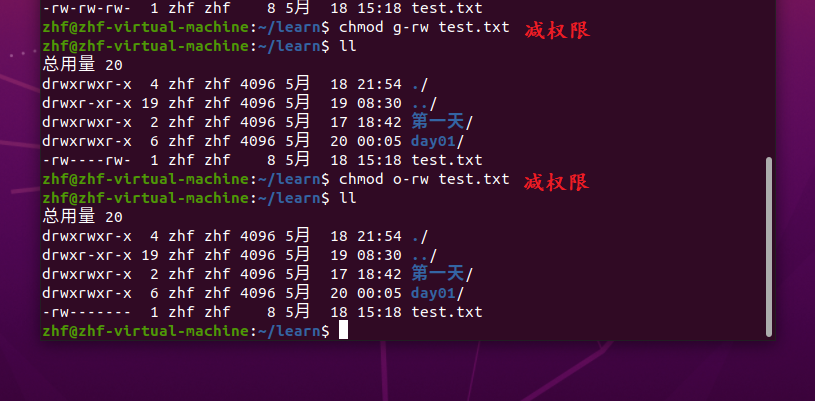 -rw-rw-rw-  1 zhf zhf    8 5月  18 15:18 test.txt
zhf@zhf-virtual-machine:~/learn$ chmod g-rw test.txt 减权限
zhf@zhf-virtual-machine:~/learn$ ll
总用量 20
drwxrwxr-x  4 zhf zhf 4096 5月  18 21:54 ./
drwxr-xr-x 19 zhf zhf 4096 5月  19 08:30 ../
drwxrwxr-x  2 zhf zhf 4096 5月  17 18:42 第一天/
drwxrwxr-x  6 zhf zhf 4096 5月  20 00:05 day01/
-rw----rw-  1 zhf zhf    8 5月  18 15:18 test.txt
zhf@zhf-virtual-machine:~/learn$ chmod o-rw test.txt 减权限
zhf@zhf-virtual-machine:~/learn$ ll
总用量 20
drwxrwxr-x  4 zhf zhf 4096 5月  18 21:54 ./
drwxr-xr-x 19 zhf zhf 4096 5月  19 08:30 ../
drwxrwxr-x  2 zhf zhf 4096 5月  17 18:42 第一天/
drwxrwxr-x  6 zhf zhf 4096 5月  20 00:05 day01/
-rw-------  1 zhf zhf    8 5月  18 15:18 test.txt
zhf@zhf-virtual-machine:~/learn$